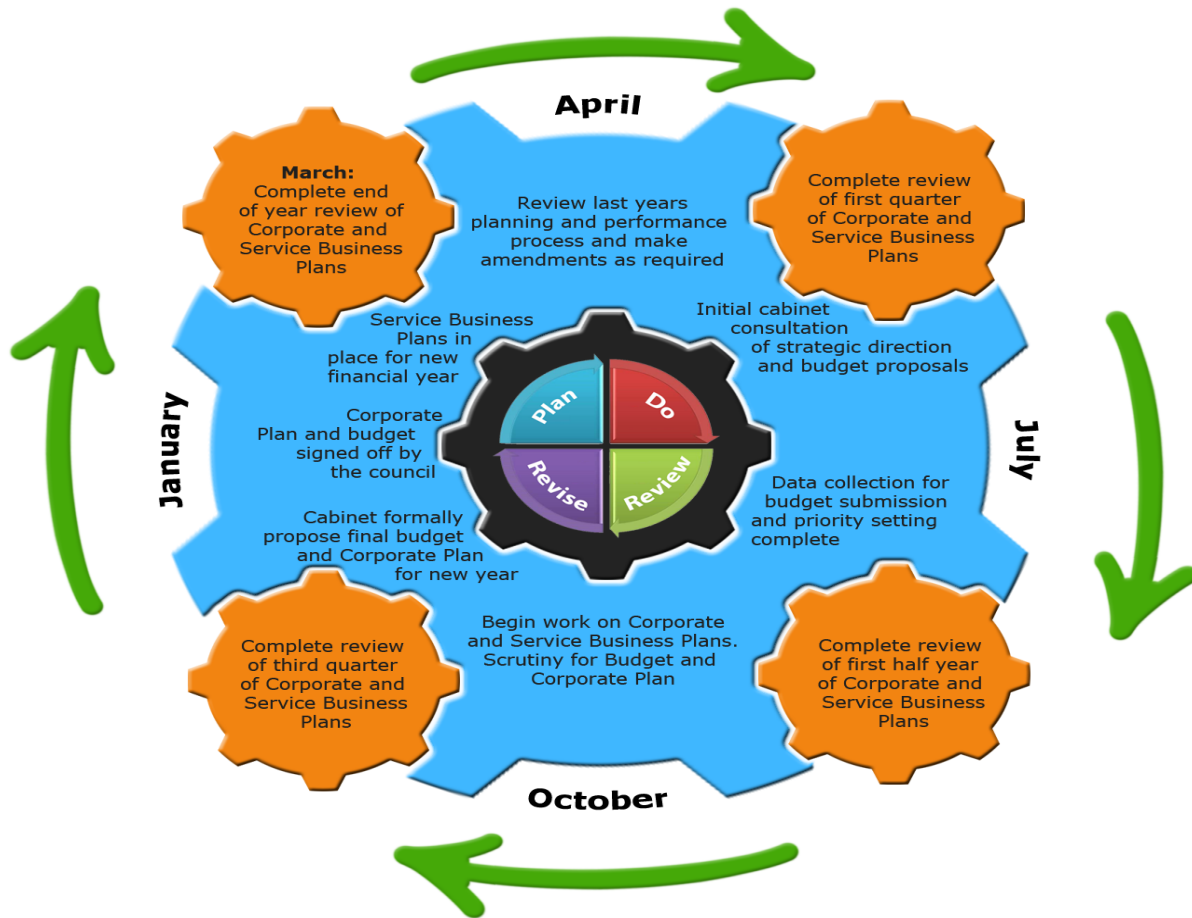 April
March:
Complete end
of year review of
Corporate and
Service Business
Plans
Review last years
planning and performance
process and make
amendments as required
Complete review
of first quarter
of Corporate and
Service Business
Plans
Service Business
Plans in
place for new
financial year
Initial cabinet
consultation
of strategic direction
and budget proposals
Plan
Do
Revise
Review
January
Corporate
Plan and budget
signed off by
the council
July
Data collection for
budget submission
and priority setting
complete
Cabinet formally
propose final budget
and Corporate Plan
for new year
Begin work on Corporate
and Service Business Plans.
Scrutiny for Budget and
Corporate Plan
Complete review
of third quarter
of Corporate and
Service Business
Plans
Complete review
of first half year
of Corporate and
Service Business
Plans
October